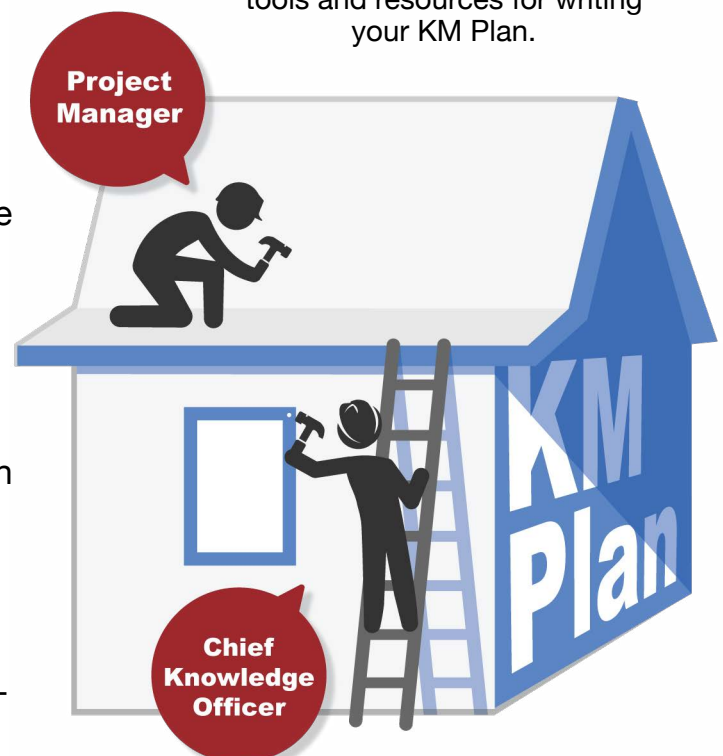 tools and resources for writing
your KM Plan.
Project
Manager
e
n
-
KM
Plan
Chief
Knowledge
Officer